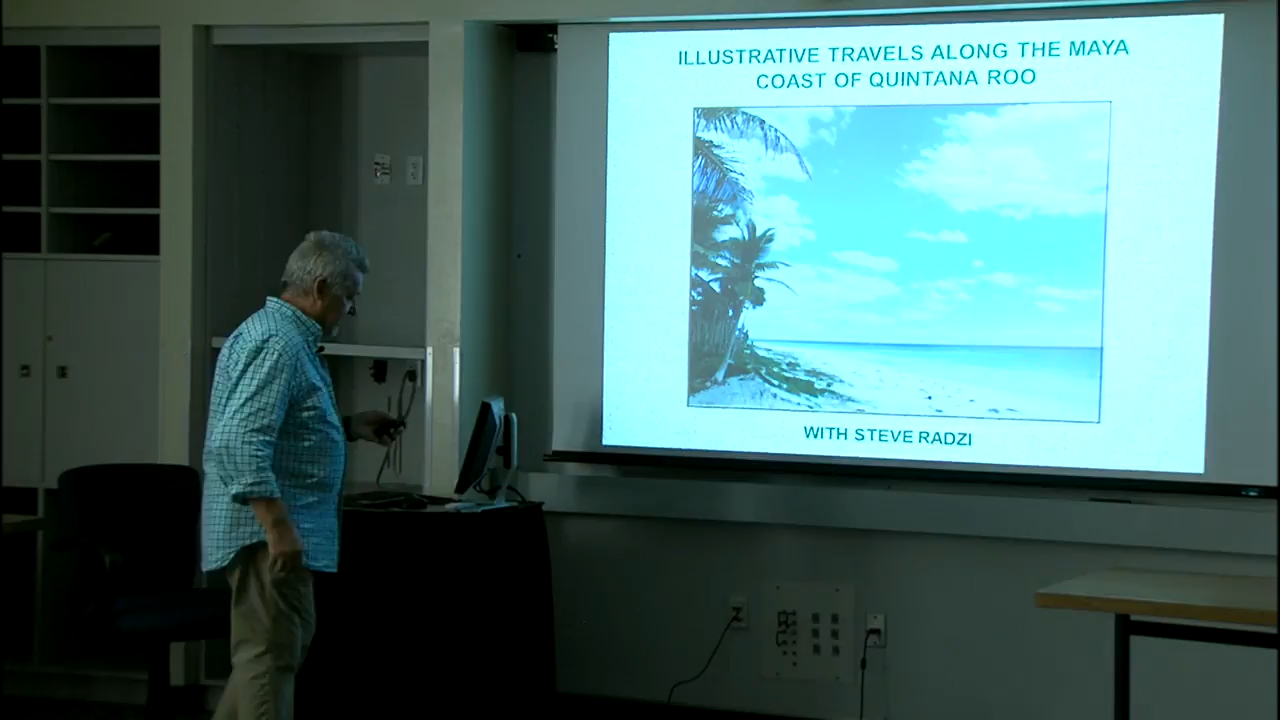 ILLUSTRATIVE TRAVELS ALONG THE MAYA
COAST OF QUINTANA ROO
WITH STEVE RADZI